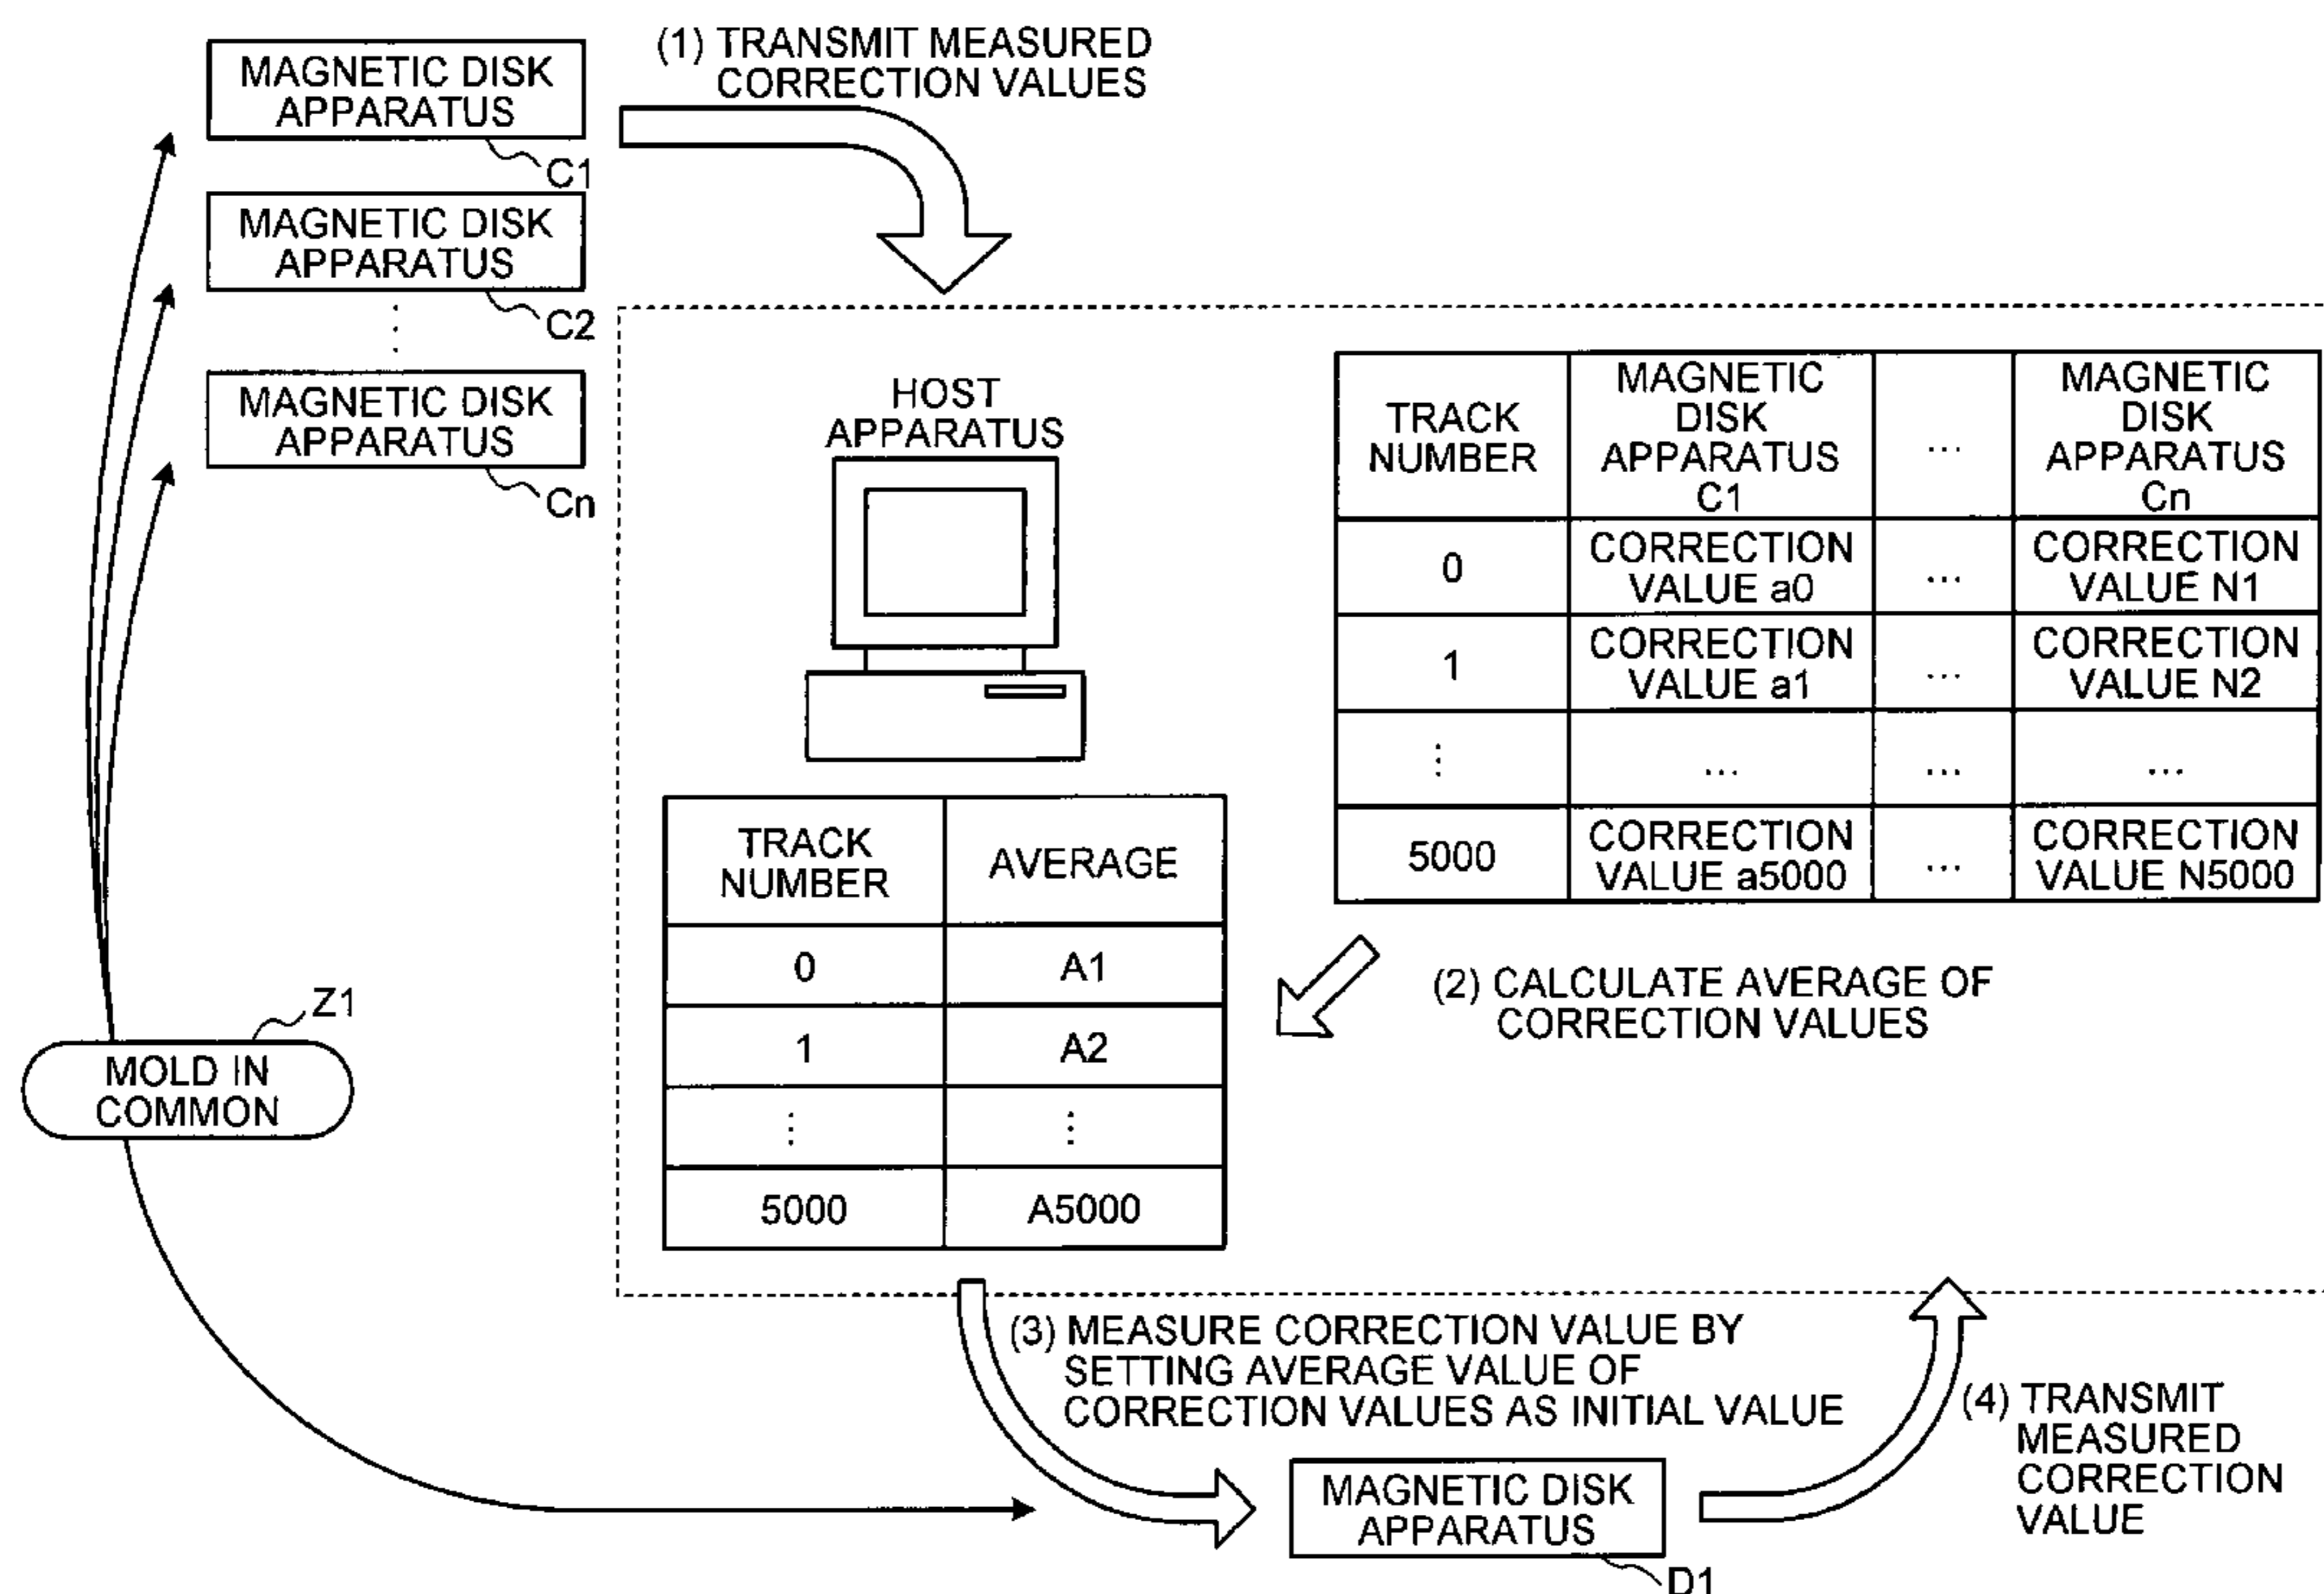 MAGNETIC DISK
APPARATUS
C1
(1) TRANSMIT MEASURED
CORRECTION VALUES
MAGNETIC DISK
APPARATUS
C2
⋮
MAGNETIC DISK
APPARATUS
Cn
HOST
APPARATUS
TRACK
NUMBER
MAGNETIC
DISK
APPARATUS
C1
...
MAGNETIC
DISK
APPARATUS
Cn
0
CORRECTION
VALUE a0
...
CORRECTION
VALUE N1
1
CORRECTION
VALUE a1
...
CORRECTION
VALUE N2
⋮
...
...
...
5000
CORRECTION
VALUE a5000
...
CORRECTION
VALUE N5000
TRACK
NUMBER
AVERAGE
0
A1
1
A2
⋮
⋮
5000
A5000
(2) CALCULATE AVERAGE OF
CORRECTION VALUES
Z1
MOLD IN
COMMON
(3) MEASURE CORRECTION VALUE BY
SETTING AVERAGE VALUE OF
CORRECTION VALUES AS INITIAL VALUE
MAGNETIC DISK
APPARATUS
D1
(4) TRANSMIT
MEASURED
CORRECTION
VALUE